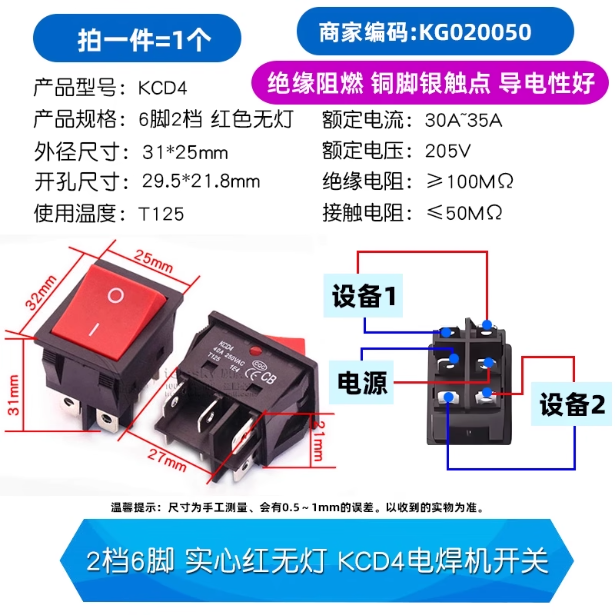 拍一件=1个
商家编码:KG020050
绝缘阻燃 铜脚银触点 导电性好
产品型号: KCD4
产品规格: 6脚2档 红色无灯
外径尺寸: 31*25mm
开孔尺寸: 29.5*21.8mm
使用温度: T125
额定电流: 30A~35A
额定电压: 205V
绝缘电阻: ≥100MΩ
接触电阻: ≤50MΩ
25mm
32mm
31mm
O
I
KCD4
40A 250VAC
T125 1E4
CQC
CE
CB
27mm
21mm
设备1
电源
设备2
温馨提示: 尺寸为手工测量、会有0.5~1mm的误差。以收到的实物为准。
2档6脚 实心红无灯 KCD4电焊机开关